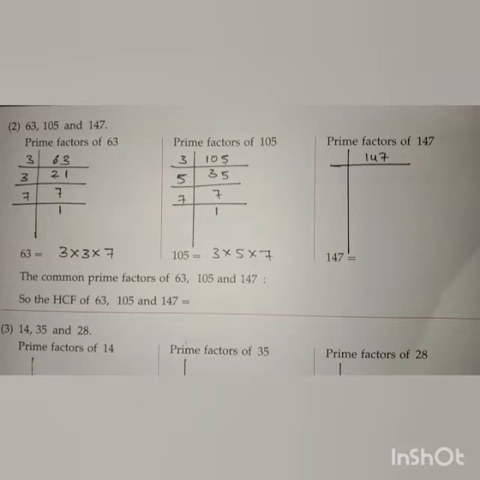 (2) 63, 105 and 147.
Prime factors of 63
3 63
3 21
7 7
1
63 = 3×3×7
Prime factors of 105
3 105
5 35
7 7
1
105 = 3×5×7
Prime factors of 147
147
147 =
The common prime factors of 63, 105 and 147 :
So the HCF of 63, 105 and 147 =
(3) 14, 35 and 28.
Prime factors of 14
Prime factors of 35
Prime factors of 28
InShOt